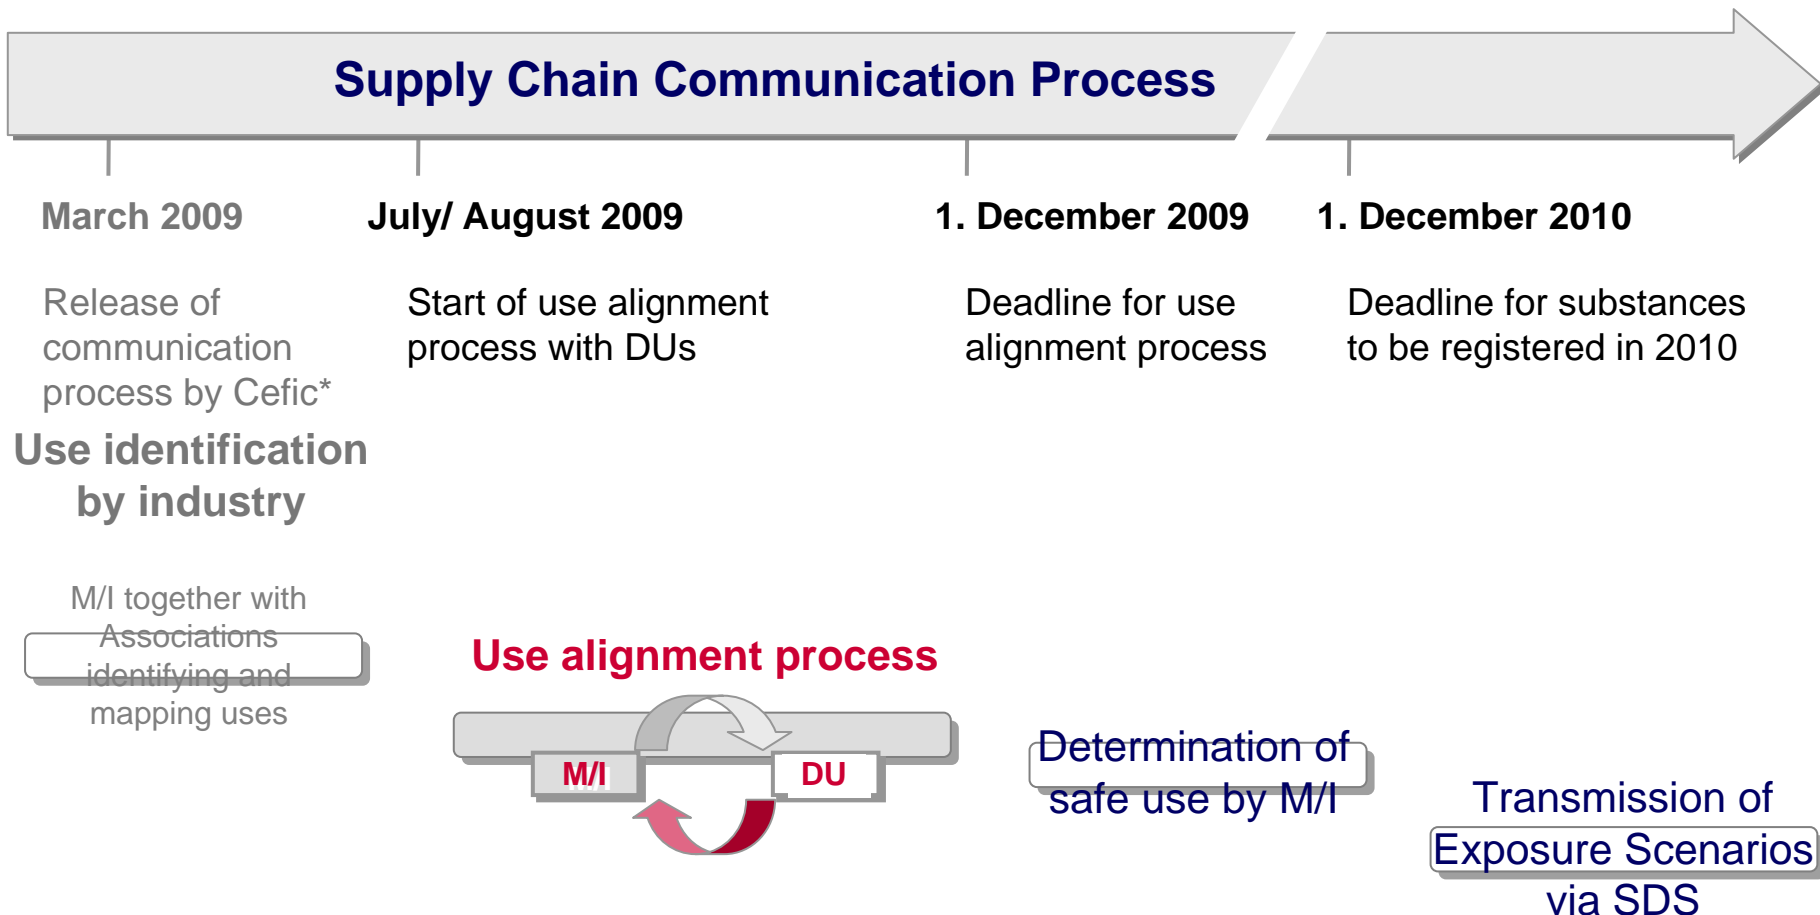 Supply Chain Communication Process
March 2009
July/ August 2009
1. December 2009
1. December 2010
Release of
communication
process by Cefic*
Start of use alignment
process with DUs
Deadline for use
alignment process
Deadline for substances
to be registered in 2010
Use identification
by industry
M/I together with
Associations
identifying and
mapping uses
Use alignment process
M/I
DU
Determination of
safe use by M/I
Transmission of
Exposure Scenarios
via SDS